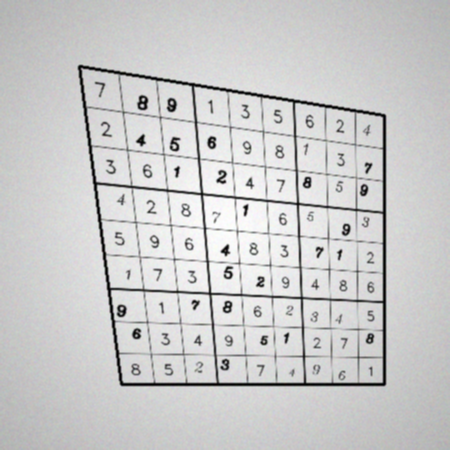 7 8 9 1 3 5 6 2 4
2 4 5 6 9 8 1 3 7
3 6 1 2 4 7 8 5 9
4 2 8 7 1 6 5 9 3
5 9 6 4 8 3 7 1 2
1 7 3 5 2 9 4 8 6
9 1 7 8 6 2 3 4 5
6 3 4 9 5 1 2 7 8
8 5 2 3 7 4 9 6 1